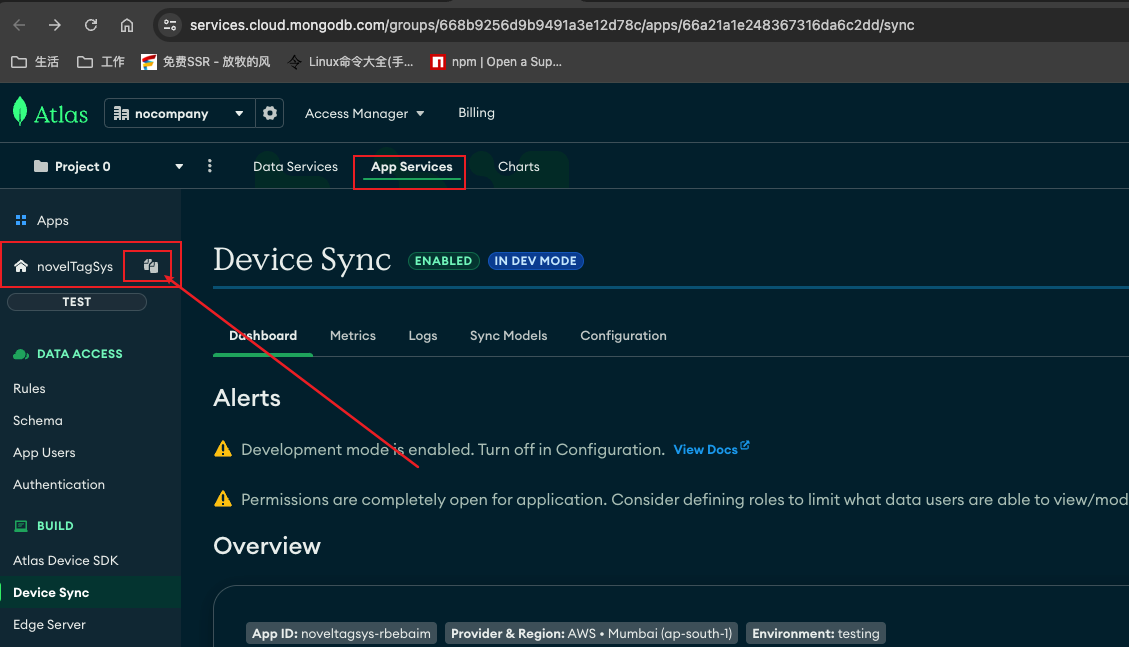 services.cloud.mongodb.com/groups/668b9256d9b9491a3e12d78c/apps/66a21a1e248367316da6c2dd/sync
生活 工作 免费SSR - 放牧的风 Linux命令大全(手... npm | Open a Sup...
Atlas nocompany Access Manager Billing
Project 0 Data Services App Services Charts
Apps
novelTagSys
TEST
DATA ACCESS
Rules
Schema
App Users
Authentication
BUILD
Atlas Device SDK
Device Sync
Edge Server
Device Sync ENABLED IN DEV MODE
Dashboard Metrics Logs Sync Models Configuration
Alerts
Development mode is enabled. Turn off in Configuration. View Docs
Permissions are completely open for application. Consider defining roles to limit what data users are able to view/mod
Overview
App ID: noveltagsys-rbebaim Provider & Region: AWS • Mumbai (ap-south-1) Environment: testing